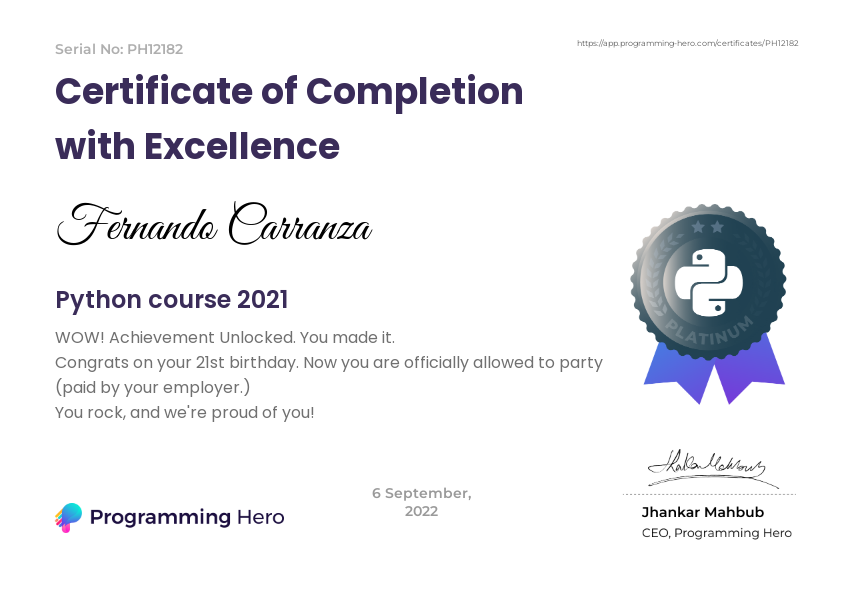 Serial No: PH12182
https://app.programming-hero.com/certificates/PH12182
Certificate of Completion
with Excellence
Fernando Carranza
Python course 2021
WOW! Achievement Unlocked. You made it.
Congrats on your 21st birthday. Now you are officially allowed to party
(paid by your employer.)
You rock, and we're proud of you!
PLATINUM
Jhankar Mahbub
6 September,
2022
Programming Hero
Jhankar Mahbub
CEO, Programming Hero